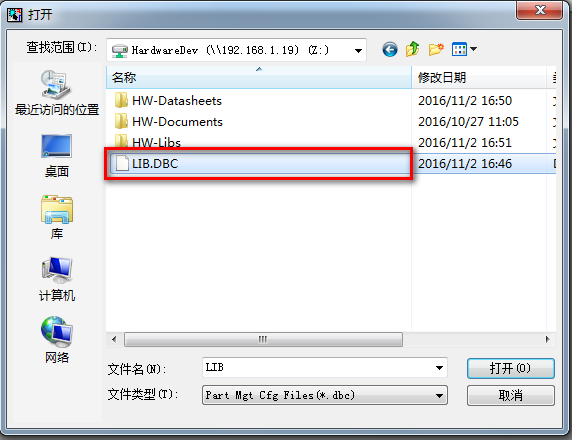 打开
查找范围(I):
HardwareDev (\\192.168.1.19) (Z:)
名称
修改日期
HW-Datasheets
2016/11/2 16:50
HW-Documents
2016/10/27 11:05
HW-Libs
2016/11/2 16:51
LIB.DBC
2016/11/2 16:46
最近访问的位置
桌面
库
计算机
网络
文件名(N):
LIB
打开(O)
文件类型(T):
Part Mgt Cfg Files(*.dbc)
取消